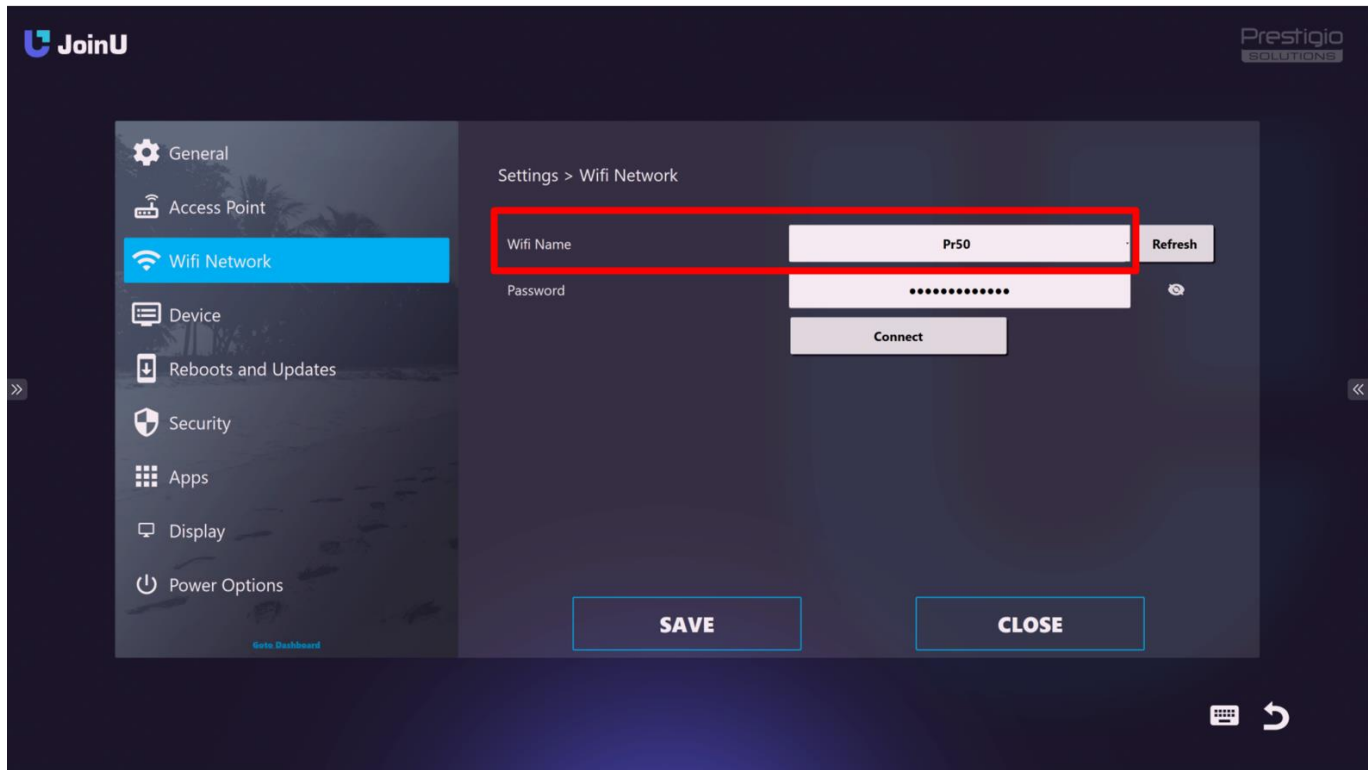 JoinU
Prestigio
SOLUTIONS
General
Access Point
Wifi Network
Device
Reboots and Updates
Security
Apps
Display
Power Options
Goto Dashboard
Settings > Wifi Network
Wifi Name Pr50 Refresh
Password •••••••••••••
Connect
SAVE CLOSE